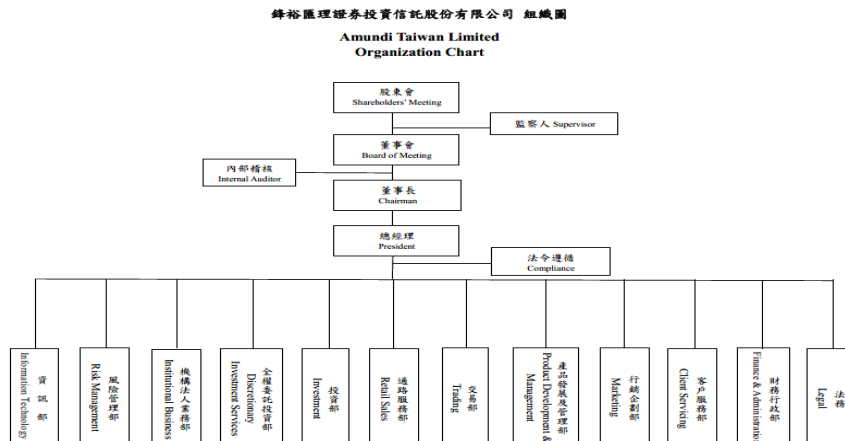 鋒裕匯理證券投資信託股份有限公司 組織圖
Amundi Taiwan Limited
Organization Chart
股東會
Shareholders' Meeting
監察人 Supervisor
董事會
Board of Meeting
內部稽核
Internal Auditor
董事長
Chairman
總經理
President
法令遵循
Compliance
資訊部
Information Technology
風險管理部
Risk Management
機構法人業務部
Institutional Business
全權委託投資部
Discretionary
Investment Services
投資部
Investment
通路服務部
Retail Sales
交易部
Trading
產品發展及管理部
Product Development &
Management
行銷企劃部
Marketing
客戶服務部
Client Servicing
財務行政部
Finance & Administration
法務
Legal